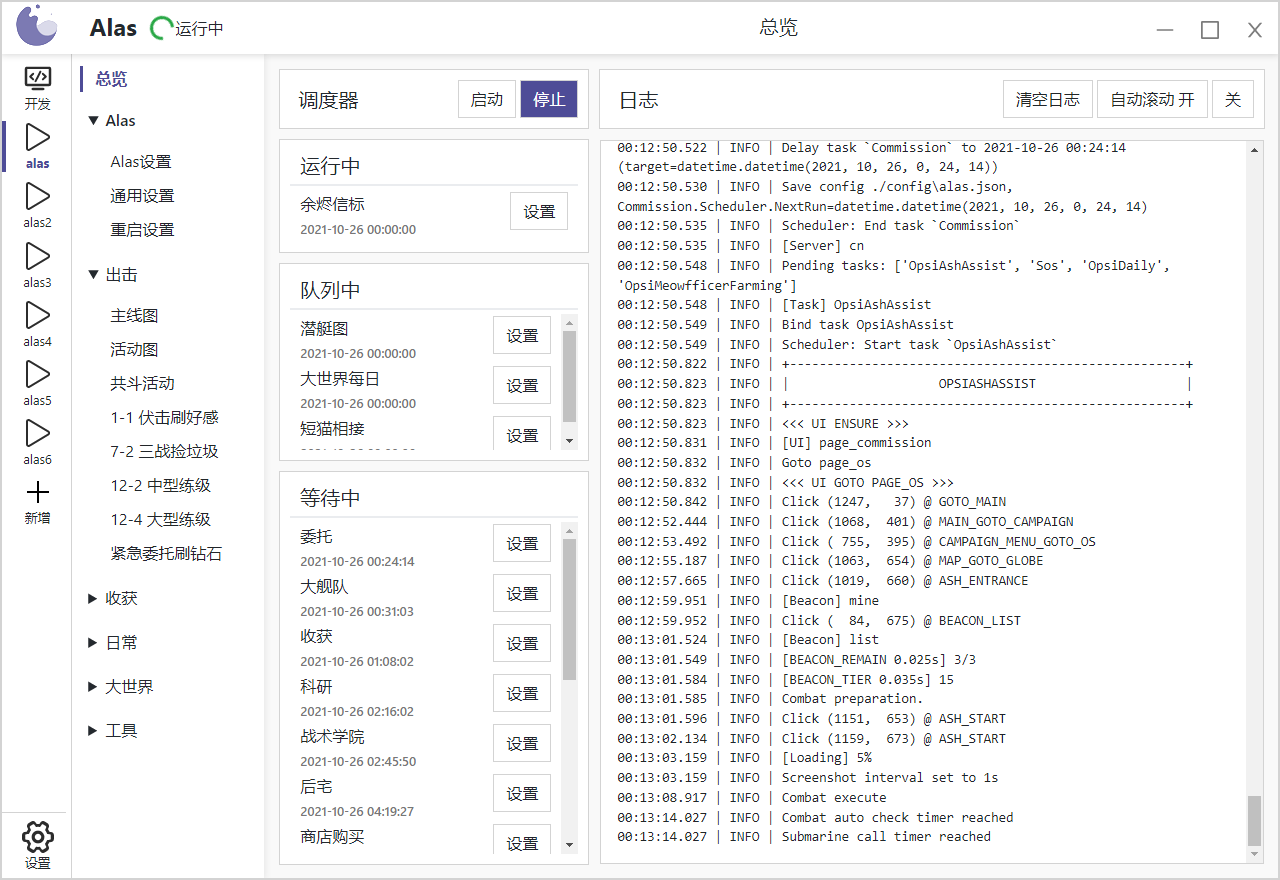 Alas 运行中
总览
开发
alas
alas2
alas3
alas4
alas5
alas6
新增
设置
总览
▼ Alas
Alas设置
通用设置
重启设置
▼ 出击
主线图
活动图
共斗活动
1-1 伏击刷好感
7-2 三战捡垃圾
12-2 中型练级
12-4 大型练级
紧急委托刷钻石
▶ 收获
▶ 日常
▶ 大世界
▶ 工具
调度器 启动 停止
运行中
余烬信标 设置
2021-10-26 00:00:00
队列中
潜艇图 设置
2021-10-26 00:00:00
大世界每日 设置
2021-10-26 00:00:00
短猫相接 设置
等待中
委托 设置
2021-10-26 00:24:14
大舰队 设置
2021-10-26 00:31:03
收获 设置
2021-10-26 01:08:02
科研 设置
2021-10-26 02:16:02
战术学院 设置
2021-10-26 02:45:50
后宅 设置
2021-10-26 04:19:27
商店购买 设置
日志 清空日志 自动滚动 开 关
00:12:50.522 | INFO | Delay task `Commission` to 2021-10-26 00:24:14
(target=datetime.datetime(2021, 10, 26, 0, 24, 14))
00:12:50.530 | INFO | Save config ./config\alas.json,
Commission.Scheduler.NextRun=datetime.datetime(2021, 10, 26, 0, 24, 14)
00:12:50.535 | INFO | Scheduler: End task `Commission`
00:12:50.535 | INFO | [Server] cn
00:12:50.548 | INFO | Pending tasks: ['OpsiAshAssist', 'Sos', 'OpsiDaily',
'OpsiMeowfficerFarming']
00:12:50.548 | INFO | [Task] OpsiAshAssist
00:12:50.549 | INFO | Bind task OpsiAshAssist
00:12:50.549 | INFO | Scheduler: Start task `OpsiAshAssist`
00:12:50.822 | INFO | +-----------------------------------------------------+
00:12:50.823 | INFO | | OPSIASHASSIST |
00:12:50.823 | INFO | +-----------------------------------------------------+
00:12:50.823 | INFO | <<< UI ENSURE >>>
00:12:50.831 | INFO | [UI] page_commission
00:12:50.832 | INFO | Goto page_os
00:12:50.832 | INFO | <<< UI GOTO PAGE_OS >>>
00:12:50.842 | INFO | Click (1247,   37) @ GOTO_MAIN
00:12:52.444 | INFO | Click (1068,  401) @ MAIN_GOTO_CAMPAIGN
00:12:53.492 | INFO | Click ( 755,  395) @ CAMPAIGN_MENU_GOTO_OS
00:12:55.187 | INFO | Click (1063,  654) @ MAP_GOTO_GLOBE
00:12:57.665 | INFO | Click (1019,  660) @ ASH_ENTRANCE
00:12:59.951 | INFO | [Beacon] mine
00:12:59.952 | INFO | Click (  84,  675) @ BEACON_LIST
00:13:01.524 | INFO | [Beacon] list
00:13:01.549 | INFO | [BEACON_REMAIN 0.025s] 3/3
00:13:01.584 | INFO | [BEACON_TIER 0.035s] 15
00:13:01.585 | INFO | Combat preparation.
00:13:01.596 | INFO | Click (1151,  653) @ ASH_START
00:13:02.134 | INFO | Click (1159,  673) @ ASH_START
00:13:03.159 | INFO | [Loading] 5%
00:13:03.159 | INFO | Screenshot interval set to 1s
00:13:08.917 | INFO | Combat execute
00:13:14.027 | INFO | Combat auto check timer reached
00:13:14.027 | INFO | Submarine call timer reached